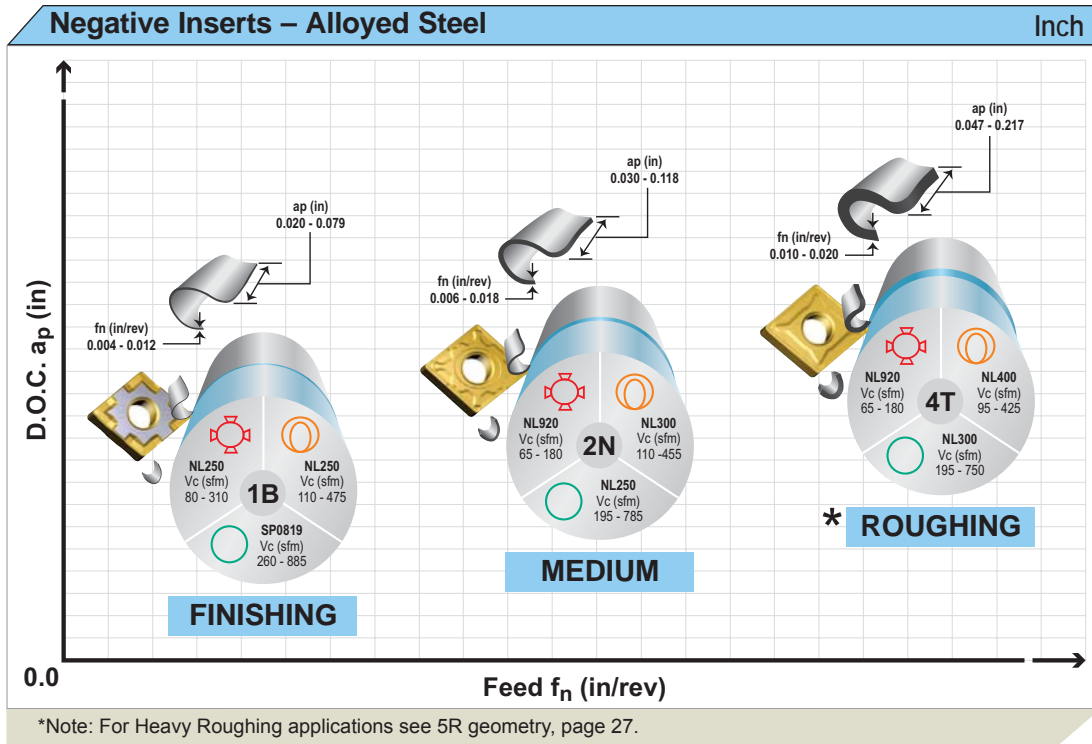 Negative Inserts – Alloyed Steel
Inch
D.O.C. ap (in)
ap (in)
0.020 - 0.079
fn (in/rev)
0.004 - 0.012
NL250
Vc (sfm)
80 - 310
NL250
Vc (sfm)
110 - 475
1B
SP0819
Vc (sfm)
260 - 885
FINISHING
ap (in)
0.030 - 0.118
fn (in/rev)
0.006 - 0.018
NL920
Vc (sfm)
65 - 180
NL300
Vc (sfm)
110 -455
2N
NL250
Vc (sfm)
195 - 785
MEDIUM
ap (in)
0.047 - 0.217
fn (in/rev)
0.010 - 0.020
NL920
Vc (sfm)
65 - 180
NL400
Vc (sfm)
95 - 425
4T
NL300
Vc (sfm)
195 - 750
* ROUGHING
0.0
Feed fn (in/rev)
*Note: For Heavy Roughing applications see 5R geometry, page 27.